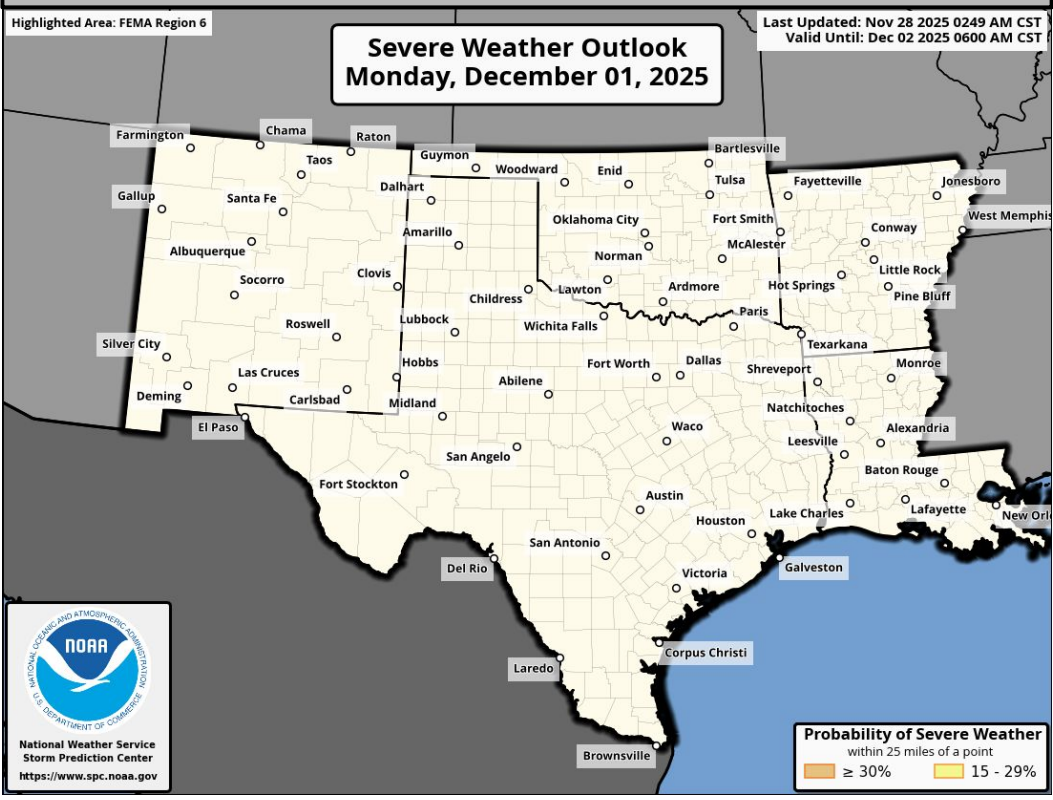 Highlighted Area: FEMA Region 6
Last Updated: Nov 28 2025 0249 AM CST
Valid Until: Dec 02 2025 0600 AM CST
Severe Weather Outlook
Monday, December 01, 2025
Farmington
Chama
Raton
Taos
Guymon
Woodward
Enid
Bartlesville
Tulsa
Fayetteville
Jonesboro
Gallup
Santa Fe
Dalhart
Oklahoma City
Fort Smith
West Memphis
Albuquerque
Amarillo
Norman
McAlester
Conway
Socorro
Clovis
Childress
Lawton
Ardmore
Hot Springs
Little Rock
Pine Bluff
Roswell
Lubbock
Wichita Falls
Paris
Silver City
Texarkana
Las Cruces
Hobbs
Fort Worth
Dallas
Shreveport
Monroe
Deming
Carlsbad
Midland
Abilene
Natchitoches
El Paso
Waco
Leesville
Alexandria
San Angelo
Fort Stockton
Baton Rouge
Austin
Houston
Lake Charles
Lafayette
New Orl
San Antonio
Del Rio
Galveston
Victoria
Laredo
Corpus Christi
Brownsville
NATIONAL OCEANIC AND ATMOSPHERIC ADMINISTRATION
NOAA
U.S. DEPARTMENT OF COMMERCE
National Weather Service
Storm Prediction Center
https://www.spc.noaa.gov
Probability of Severe Weather
within 25 miles of a point
≥ 30%
15 - 29%